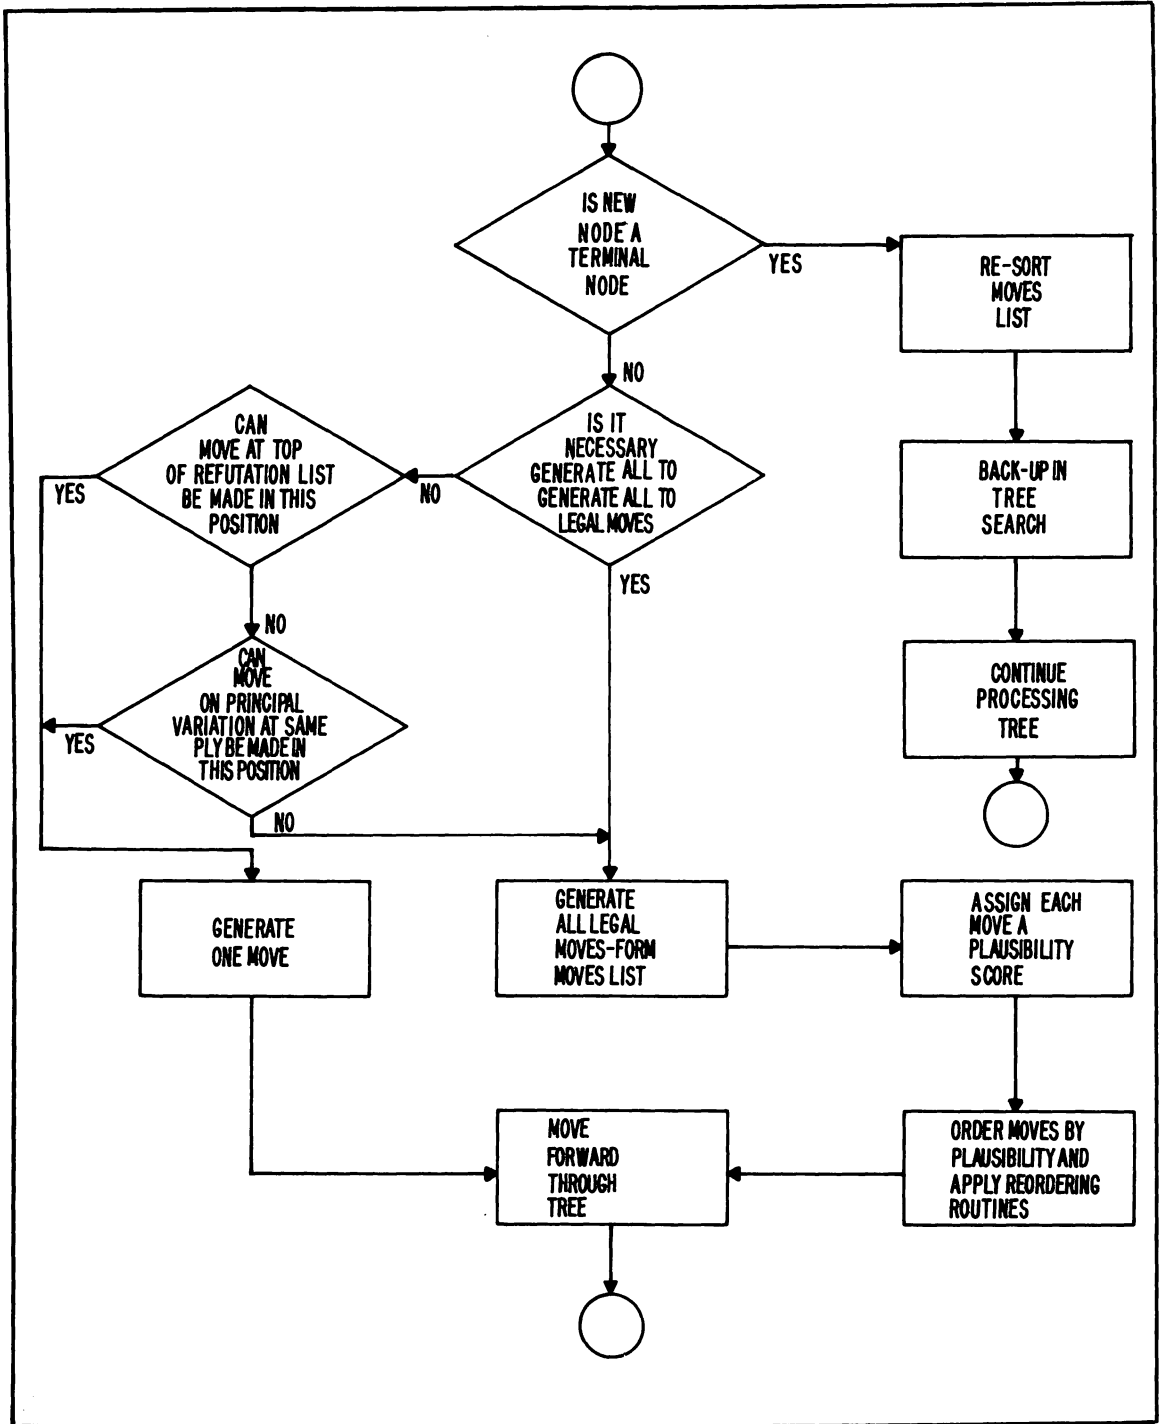 IS NEW
NODE A
TERMINAL
NODE
YES
RE-SORT
MOVES
LIST
NO
CAN
MOVE AT TOP
OF REFUTATION LIST
BE MADE IN THIS
POSITION
YES
NO
IS IT
NECESSARY
GENERATE ALL TO
GENERATE ALL TO
LEGAL MOVES
YES
BACK-UP IN
TREE
SEARCH
NO
CAN
MOVE
ON PRINCIPAL
VARIATION AT SAME
PLY BE MADE IN
THIS POSITION
YES
NO
CONTINUE
PROCESSING
TREE
GENERATE
ONE MOVE
GENERATE
ALL LEGAL
MOVES-FORM
MOVES LIST
ASSIGN EACH
MOVE A
PLAUSIBILITY
SCORE
MOVE
FORWARD
THROUGH
TREE
ORDER MOVES BY
PLAUSIBILITY AND
APPLY REORDERING
ROUTINES